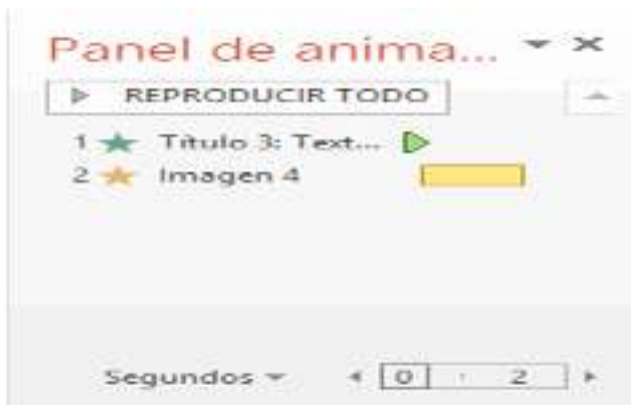 Panel de anima...
REPRODUCIR TODO
1 Título 3: Text...
2 Imagen 4
Segundos 0 2